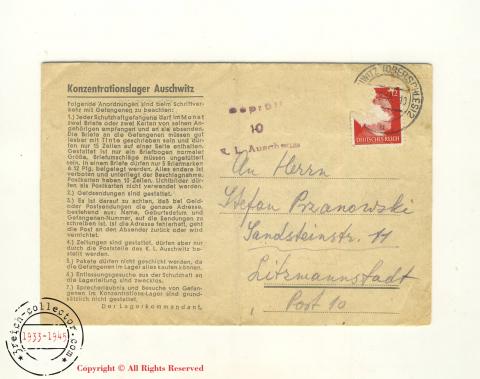 Konzentrationslager Auschwitz
Folgende Anordnungen sind beim Schriftver-
kehr mit Gefangenen zu beachten:
1.) Jeder Schutzhaftgefangene darf im Monat
zwei Briefe oder zwei Karten von seinen An-
gehörigen empfangen und an sie absenden.
Die Briefe an die Gefangenen müssen gut
lesbar mit Tinte geschrieben sein und dür-
fen nur 15 Zeilen auf einer Seite enthalten.
Gestattet ist nur ein Briefbogen normaler
Größe. Briefumschläge müssen ungefüttert
sein. In einem Briefe dürfen nur 5 Briefmarken
à 12 Pfg. beigelegt werden. Alles andere ist
verboten und unterliegt der Beschlagnahme.
Postkarten haben 10 Zeilen. Lichtbilder dür-
fen als Postkarten nicht verwendet werden.
2.) Geldsendungen sind gestattet.
3.) Es ist darauf zu achten, daß bei Geld-
oder Postsendungen die genaue Adresse,
bestehend aus: Name, Geburtsdatum und
Gefangenen-Nummer, auf die Sendungen zu
schreiben ist. Ist die Adresse fehlerhaft, geht
die Post an den Absender zurück oder wird
vernichtet.
4.) Zeitungen sind gestattet, dürfen aber nur
durch die Poststelle des K. L. Auschwitz be-
stellt werden.
5.) Pakete dürfen nicht geschickt werden, da
die Gefangenen im Lager alles kaufen können.
6.) Entlassungsgesuche aus der Schutzhaft an
die Lagerleitung sind zwecklos.
7.) Sprecherlaubnis und Besuche von Gefan-
genen im Konzentrations-Lager sind grund-
sätzlich nicht gestattet.
Der Lagerkommandant.
Geprüft
10
K. L. Auschwitz
(OBERSCHLES)
12
DEUTSCHES REICH
An Herrn
Stefan Przanowski
Sandsteinstr. 11
Litzmannstadt
Post 10
3reich-collector.com
1933-1945
Copyright © All Rights Reserved